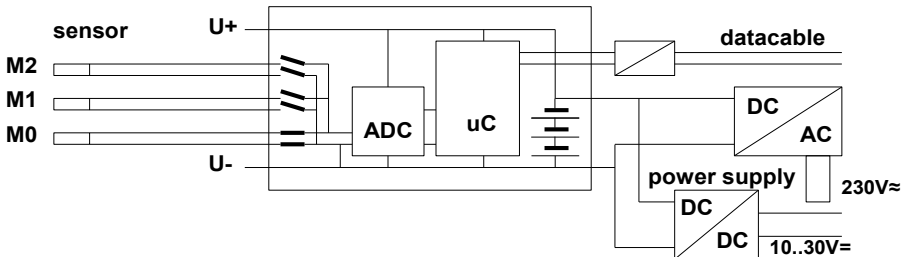 sensor
U+
M2
M1
M0
U-
ADC
uC
datacable
DC
AC
power supply
230V≈
DC
DC
10..30V=